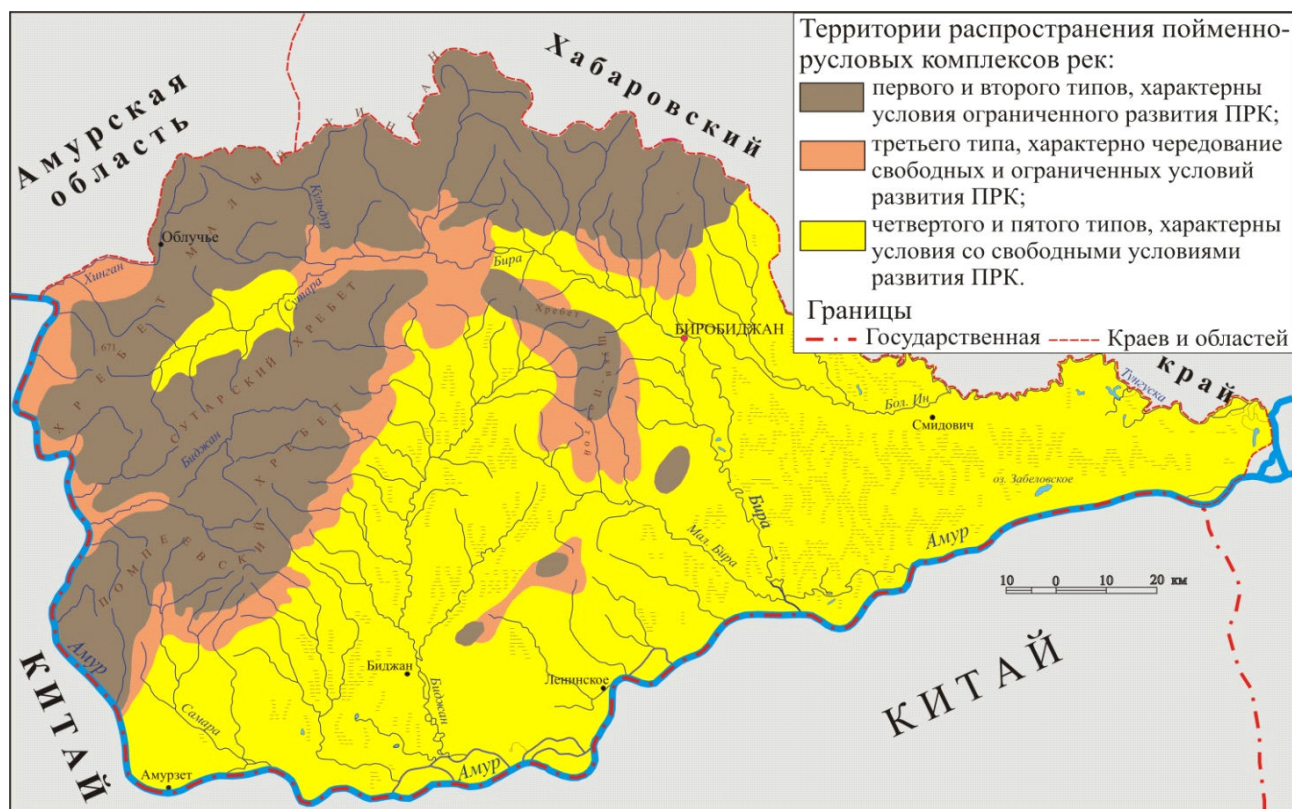 Территории распространения пойменно-
русловых комплексов рек:
первого и второго типов, характерны
условия ограниченного развития ПРК;
третьего типа, характерно чередование
свободных и ограниченных условий
развития ПРК;
четвертого и пятого типов, характерны
условия со свободными условиями
развития ПРК.
Границы
Государственная
Краев и областей
Амурская
область
Хабаровский
край
ХРЕБЕТ МАЛЫЙ ХИНГАН
Облучье
Кульдур
Хинган
Сутара
Бира
671
СУТАРСКИЙ ХРЕБЕТ
Биджан
ПОМПЕЕВСКИЙ ХРЕБЕТ
БИРОБИДЖАН
Бол. Ин
Смидович
Тунгуска
оз. Забеловское
Бира
Мал. Бира
Амур
10 0 10 20 км
КИТАЙ
Амур
КИТАЙ
Самара
Амурзет
Биджан
Биджан
Ленинское
Амур